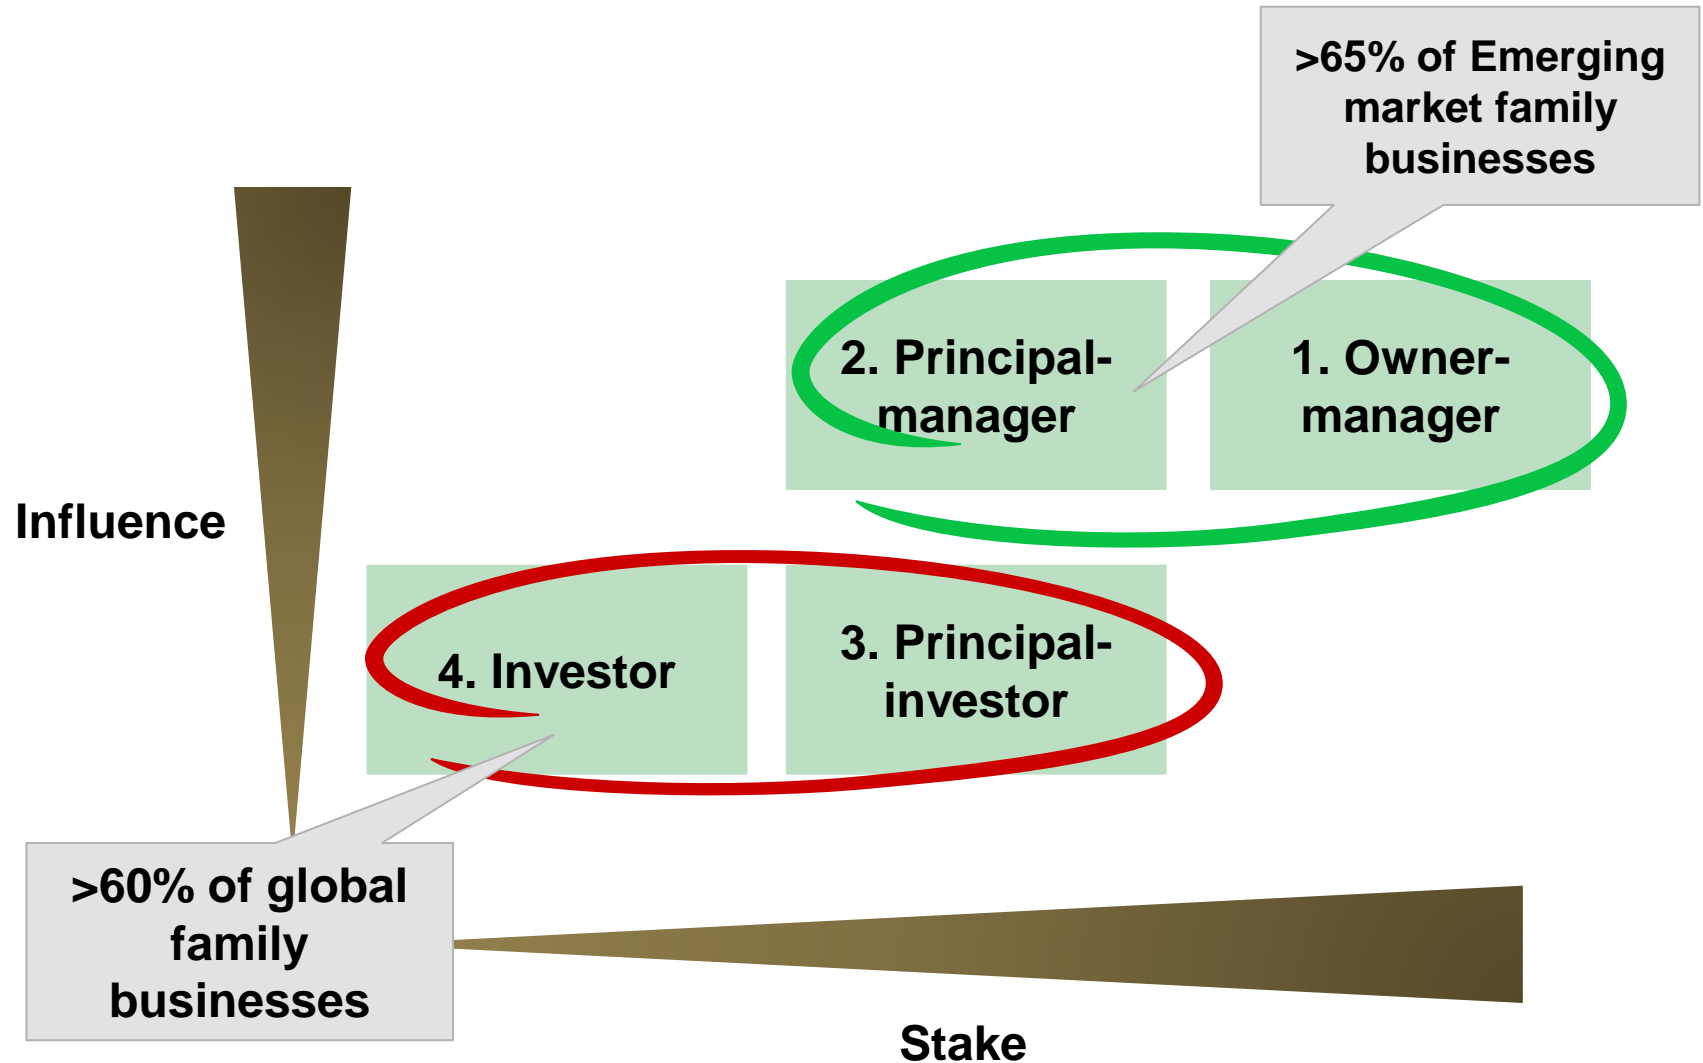 >65% of Emerging
market family
businesses
2. Principal-
manager
1. Owner-
manager
Influence
4. Investor
3. Principal-
investor
>60% of global
family
businesses
Stake